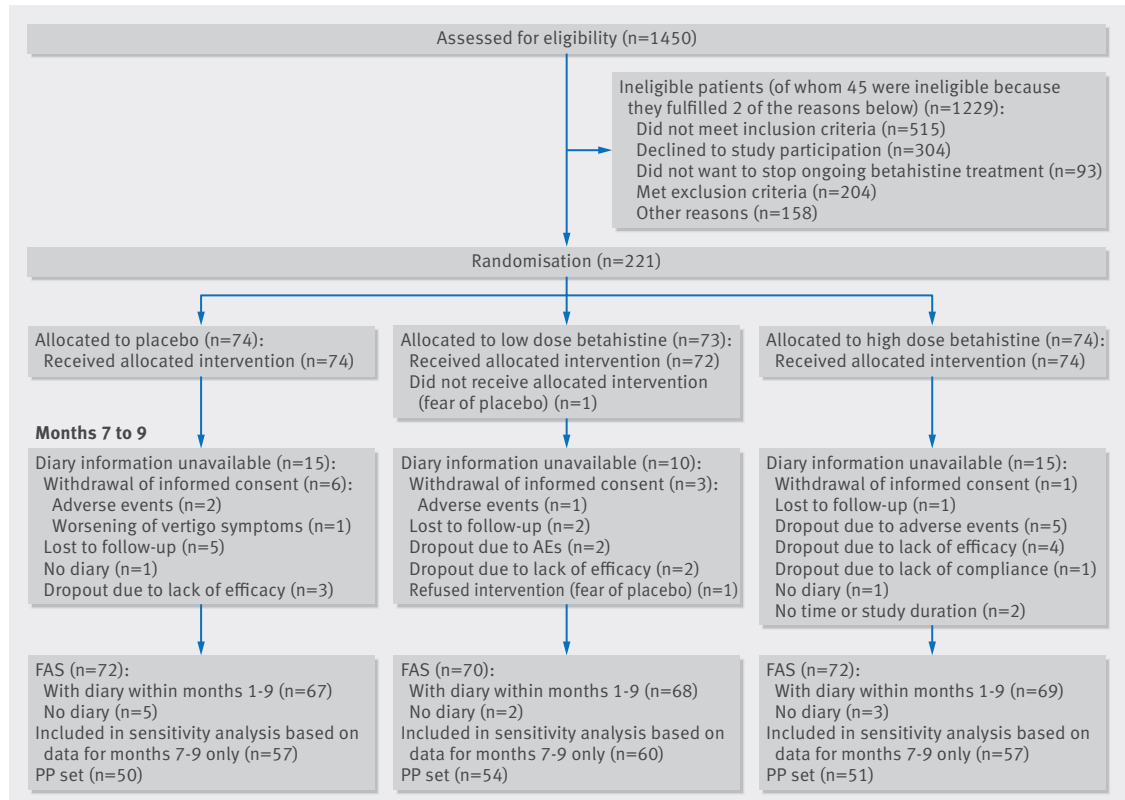 Assessed for eligibility (n=1450)
Ineligible patients (of whom 45 were ineligible because
they fulfilled 2 of the reasons below) (n=1229):
Did not meet inclusion criteria (n=515)
Declined to study participation (n=304)
Did not want to stop ongoing betahistine treatment (n=93)
Met exclusion criteria (n=204)
Other reasons (n=158)
Randomisation (n=221)
Allocated to placebo (n=74):
Received allocated intervention (n=74)
Allocated to low dose betahistine (n=73):
Received allocated intervention (n=72)
Did not receive allocated intervention
(fear of placebo) (n=1)
Allocated to high dose betahistine (n=74):
Received allocated intervention (n=74)
Months 7 to 9
Diary information unavailable (n=15):
Withdrawal of informed consent (n=6):
Adverse events (n=2)
Worsening of vertigo symptoms (n=1)
Lost to follow-up (n=5)
No diary (n=1)
Dropout due to lack of efficacy (n=3)
Diary information unavailable (n=10):
Withdrawal of informed consent (n=3):
Adverse events (n=1)
Lost to follow-up (n=2)
Dropout due to AEs (n=2)
Dropout due to lack of efficacy (n=2)
Refused intervention (fear of placebo) (n=1)
Diary information unavailable (n=15):
Withdrawal of informed consent (n=1)
Lost to follow-up (n=1)
Dropout due to adverse events (n=5)
Dropout due to lack of efficacy (n=4)
Dropout due to lack of compliance (n=1)
No diary (n=1)
No time or study duration (n=2)
FAS (n=72):
With diary within months 1-9 (n=67)
No diary (n=5)
Included in sensitivity analysis based on
data for months 7-9 only (n=57)
PP set (n=50)
FAS (n=70):
With diary within months 1-9 (n=68)
No diary (n=2)
Included in sensitivity analysis based on
data for months 7-9 only (n=60)
PP set (n=54)
FAS (n=72):
With diary within months 1-9 (n=69)
No diary (n=3)
Included in sensitivity analysis based on
data for months 7-9 only (n=57)
PP set (n=51)